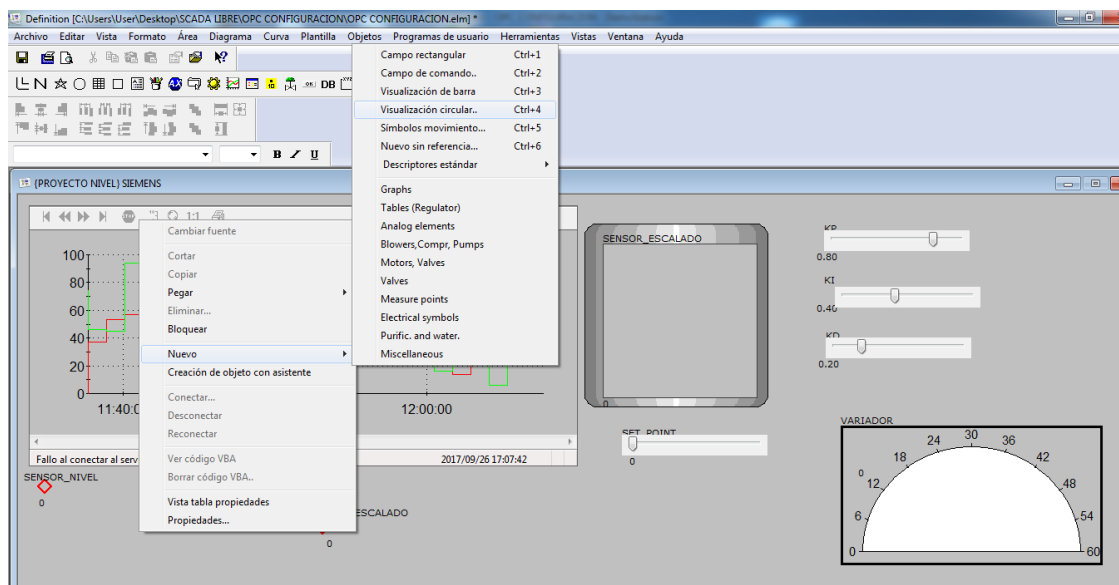 Definition [C:\Users\User\Desktop\SCADA LIBRE\OPC CONFIGURACION\OPC CONFIGURACION.elm] *
Archivo Editar Vista Formato Área Diagrama Curva Plantilla Objetos Programas de usuario Herramientas Vistas Ventana Ayuda
DB
B I U
Campo rectangular Ctrl+1
Campo de comando.. Ctrl+2
Visualización de barra Ctrl+3
Visualización circular.. Ctrl+4
Símbolos movimiento... Ctrl+5
Nuevo sin referencia... Ctrl+6
Descriptores estándar
Graphs
Tables (Regulator)
Analog elements
Blowers,Compr, Pumps
Motors, Valves
Valves
Measure points
Electrical symbols
Purific. and water.
Miscellaneous
(PROYECTO NIVEL) SIEMENS
1:1
Cambiar fuente
Cortar
Copiar
Pegar
Eliminar...
Bloquear
Nuevo
Creación de objeto con asistente
Conectar...
Desconectar
Reconectar
Ver código VBA
Borrar código VBA..
Vista tabla propiedades
Propiedades...
100
80
60
40
20
0
11:40:0
12:00:00
Fallo al conectar al serv
2017/09/26 17:07:42
SENSOR_NIVEL
0
ESCALADO
0
SENSOR_ESCALADO
0
SET_POINT
0
KP
0.80
KI
0.40
KD
0.20
VARIADOR
0
0 6 12 18 24 30 36 42 48 54 60